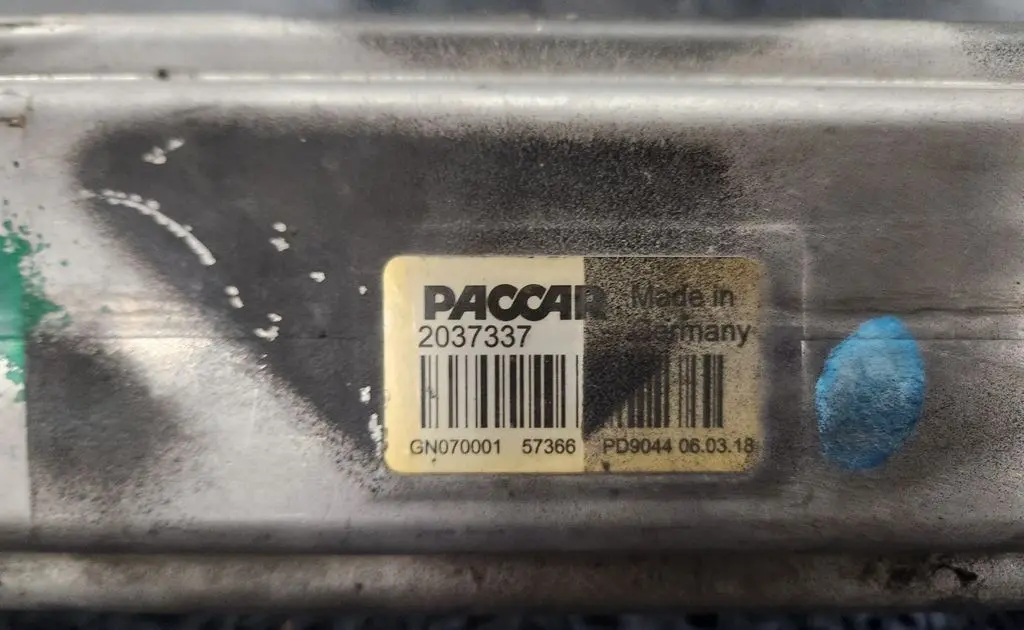 PACCAR Made in
2037337 Germany
GN070001 57366 PD9044 06.03.18